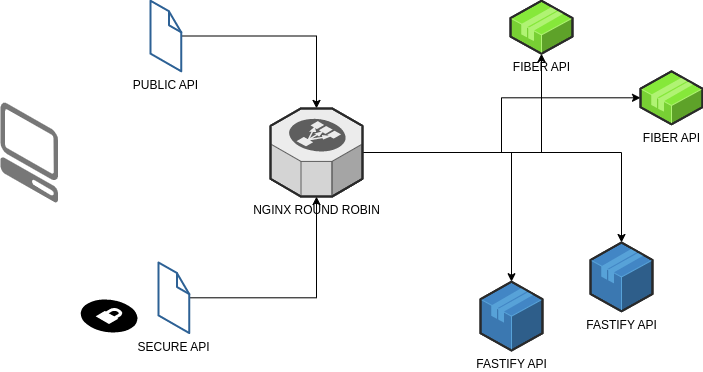 FIBER API
PUBLIC API
FIBER API
NGINX ROUND ROBIN
FASTIFY API
SECURE API
FASTIFY API